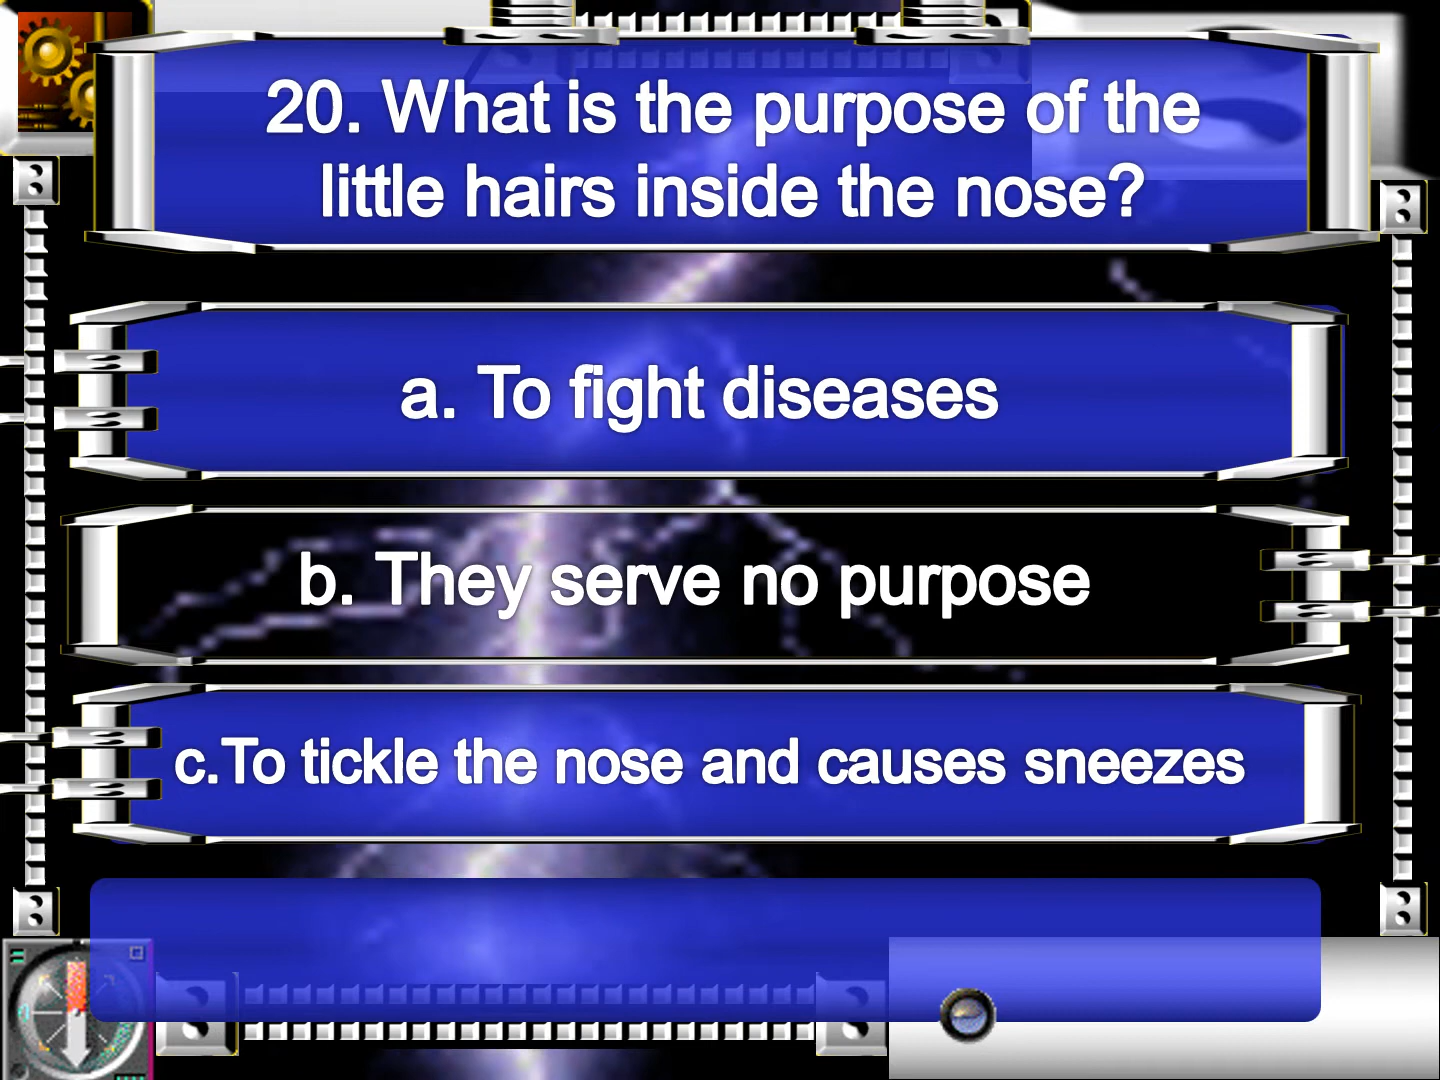 20. What is the purpose of the
little hairs inside the nose?
a. To fight diseases
b. They serve no purpose
c.To tickle the nose and causes sneezes